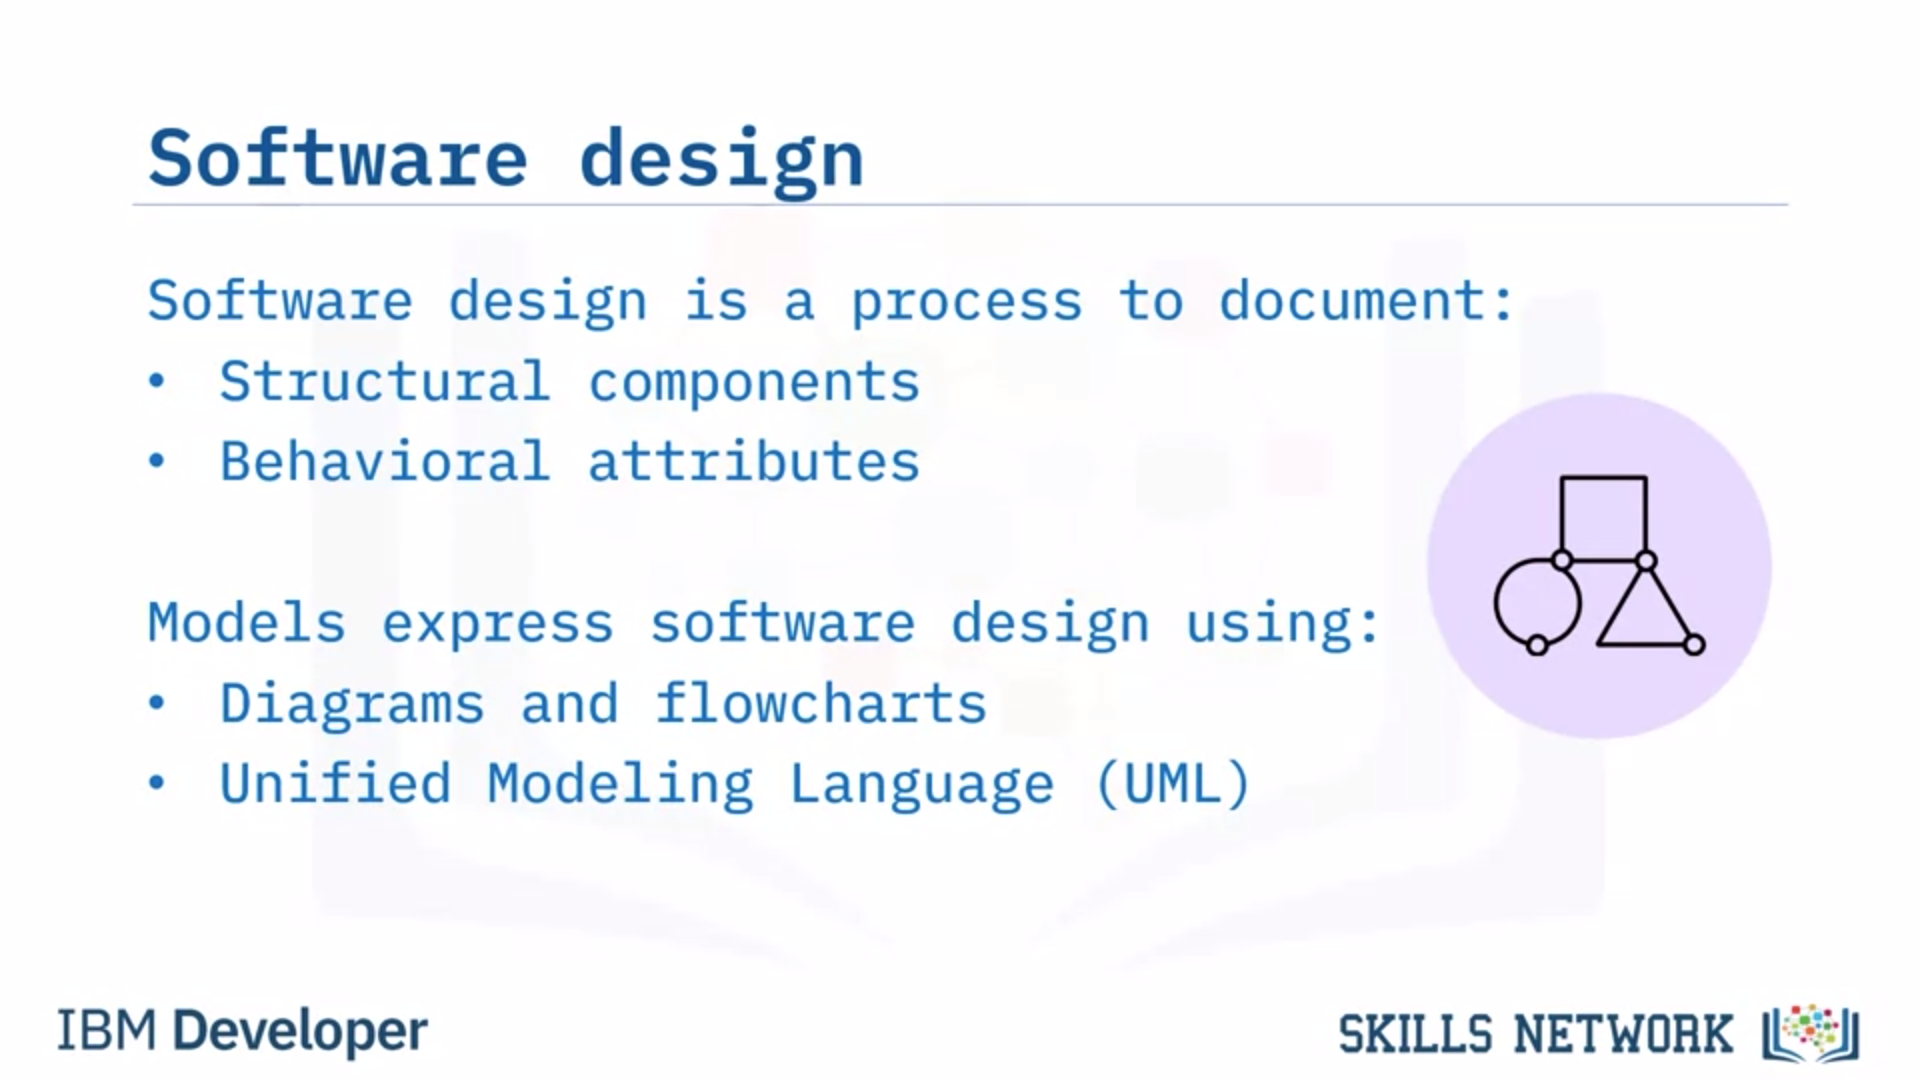 Software design
Software design is a process to document:
• Structural components
• Behavioral attributes
Models express software design using:
• Diagrams and flowcharts
• Unified Modeling Language (UML)
IBM Developer
SKILLS NETWORK